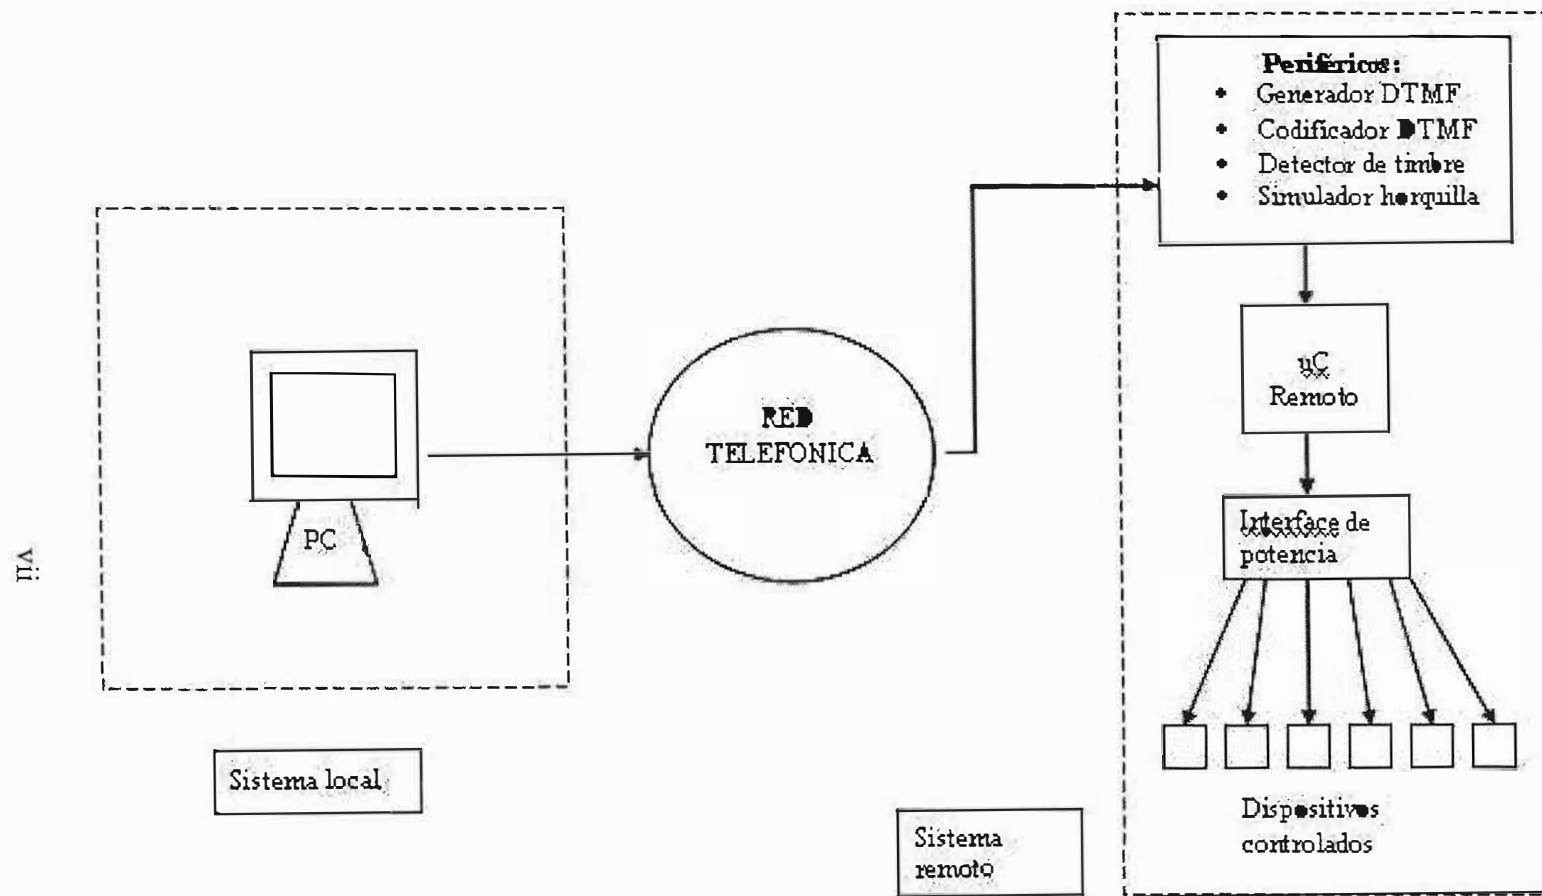 Periféricos:
• Generador DTMF
• Codificador DTMF
• Detector de timbre
• Simulador horquilla
uC
Remoto
RED
TELEFONICA
Interface de
potencia
PC
vii
Sistema local
Dispositivos
controlados
Sistema
remoto